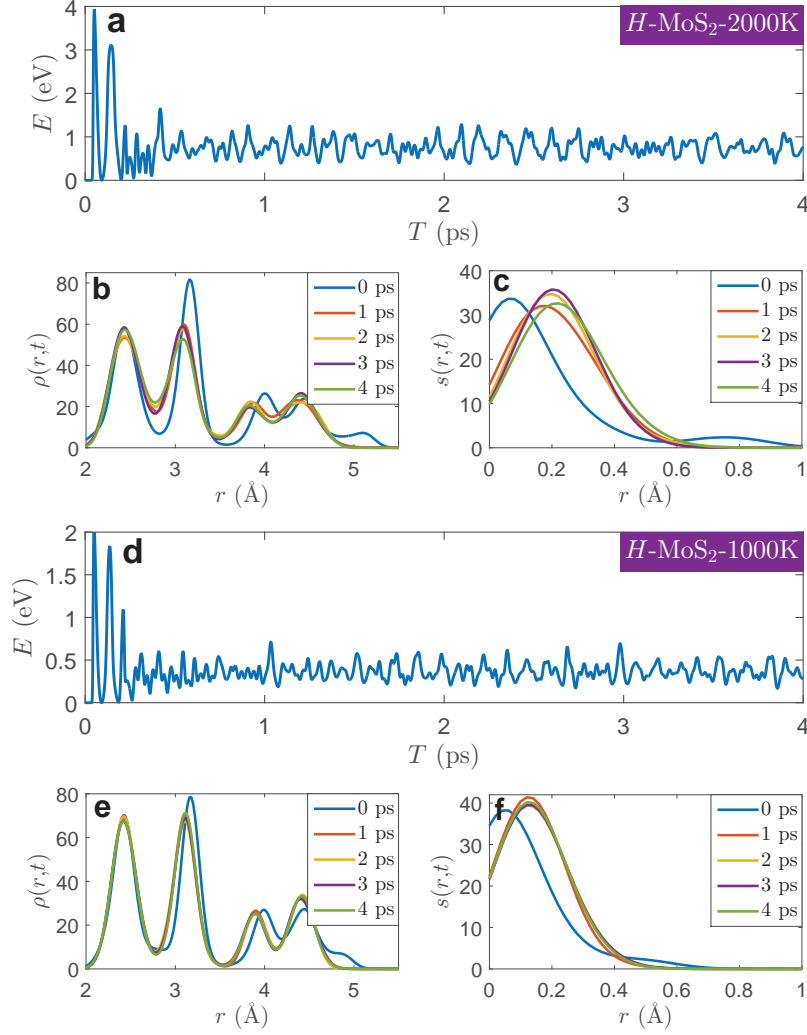 a
H-MoS2-2000K
E (eV)
0
1
2
3
4
0
1
2
3
4
T (ps)
b
ρ(r,t)
0
20
40
60
80
2
3
4
5
r (Å)
0 ps
1 ps
2 ps
3 ps
4 ps
c
s(r,t)
0
10
20
30
40
0
0.2
0.4
0.6
0.8
1
r (Å)
0 ps
1 ps
2 ps
3 ps
4 ps
d
H-MoS2-1000K
E (eV)
0
0.5
1
1.5
2
0
1
2
3
4
T (ps)
e
ρ(r,t)
0
20
40
60
80
2
3
4
5
r (Å)
0 ps
1 ps
2 ps
3 ps
4 ps
f
s(r,t)
0
10
20
30
40
0
0.2
0.4
0.6
0.8
1
r (Å)
0 ps
1 ps
2 ps
3 ps
4 ps